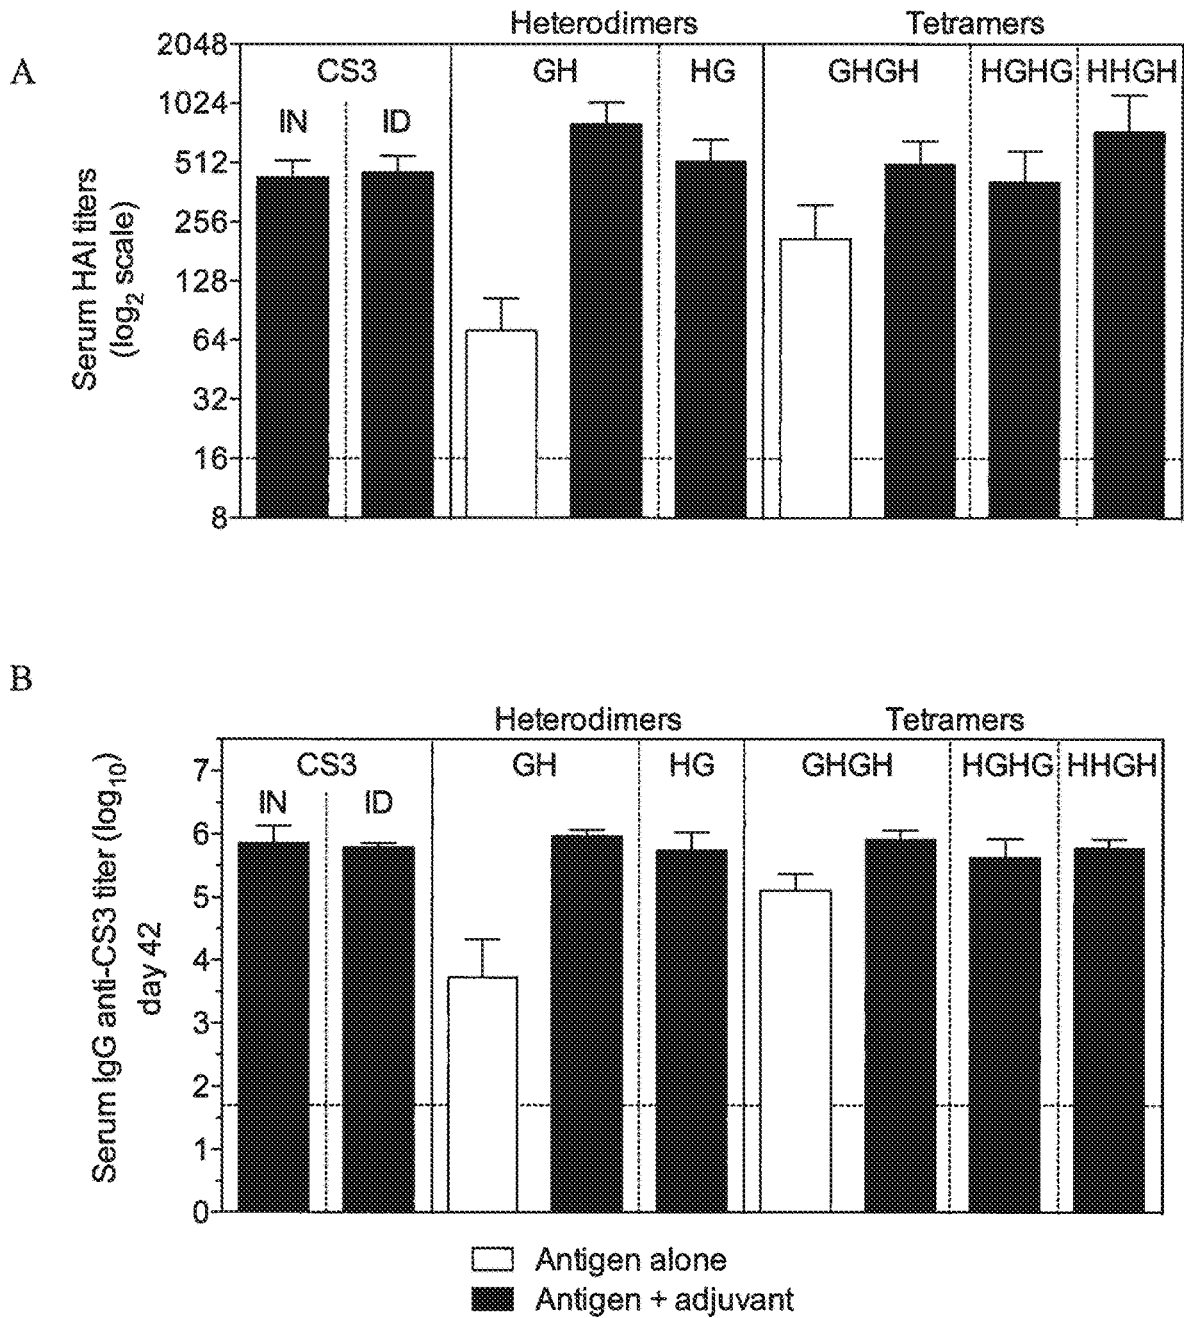 A
Heterodimers Tetramers
CS3 GH HG GHGH HGHG HHGH
IN ID
2048
1024
512
256
128
64
32
16
8
Serum HAI titers
(log2 scale)
B
Heterodimers Tetramers
CS3 GH HG GHGH HGHG HHGH
IN ID
7
6
5
4
3
2
1
0
Serum IgG anti-CS3 titer (log10)
day 42
Antigen alone
Antigen + adjuvant